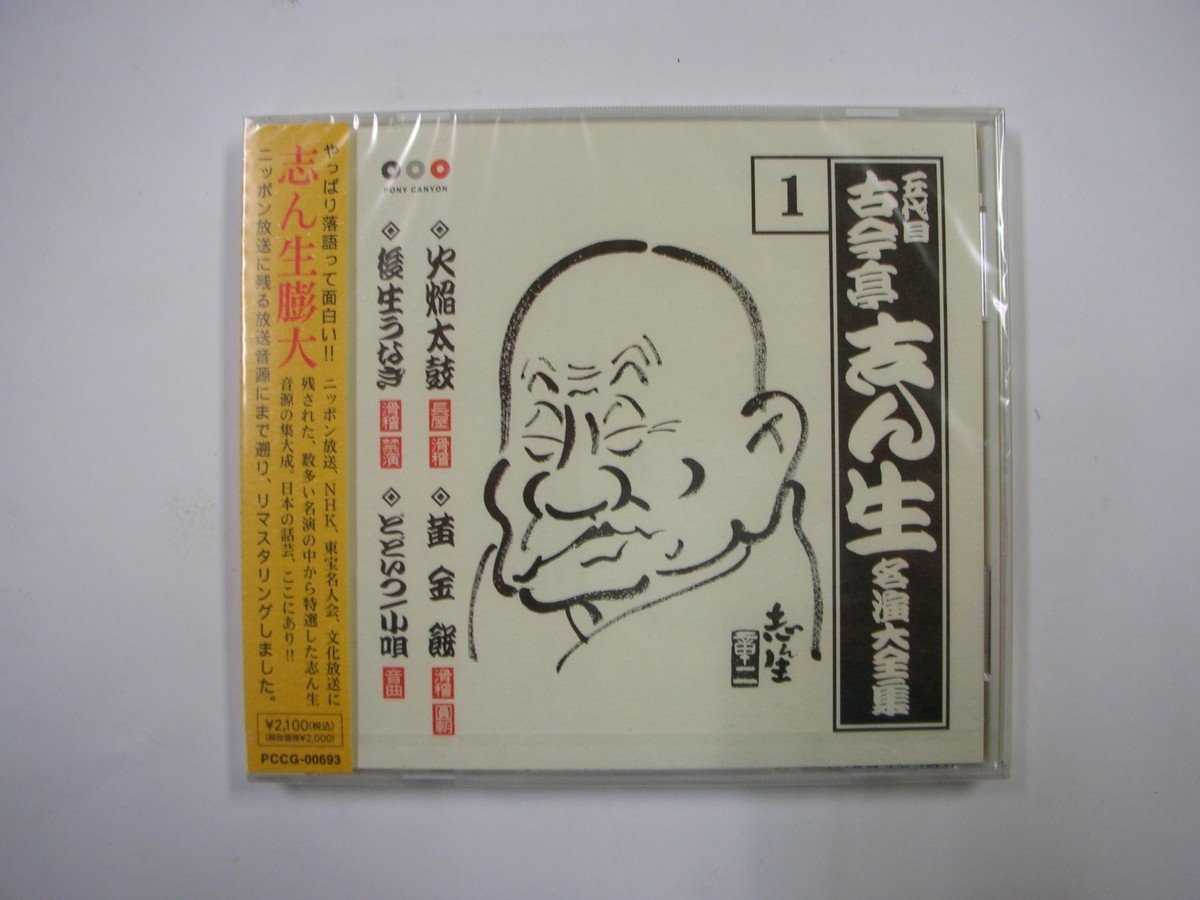 五代目
古今亭
志ん生
名演大全集
1
PONY CANYON
火焔太鼓
長屋
滑稽
黄金餅
滑稽
圓朝
後生うなぎ
滑稽
禁演
どどいつ/小唄
音曲
志ん生
やっぱり落語って面白い!!
ニッポン放送、NHK、東宝名人会、文化放送に
残された、数多い名演の中から特選した志ん生
音源の集大成。日本の話芸、ここにあり!!
志ん生膨大
ニッポン放送に残る放送音源にまで遡り、リマスタリングしました。
¥2,100(税込)
(税抜価格¥2,000)
PCCG-00693